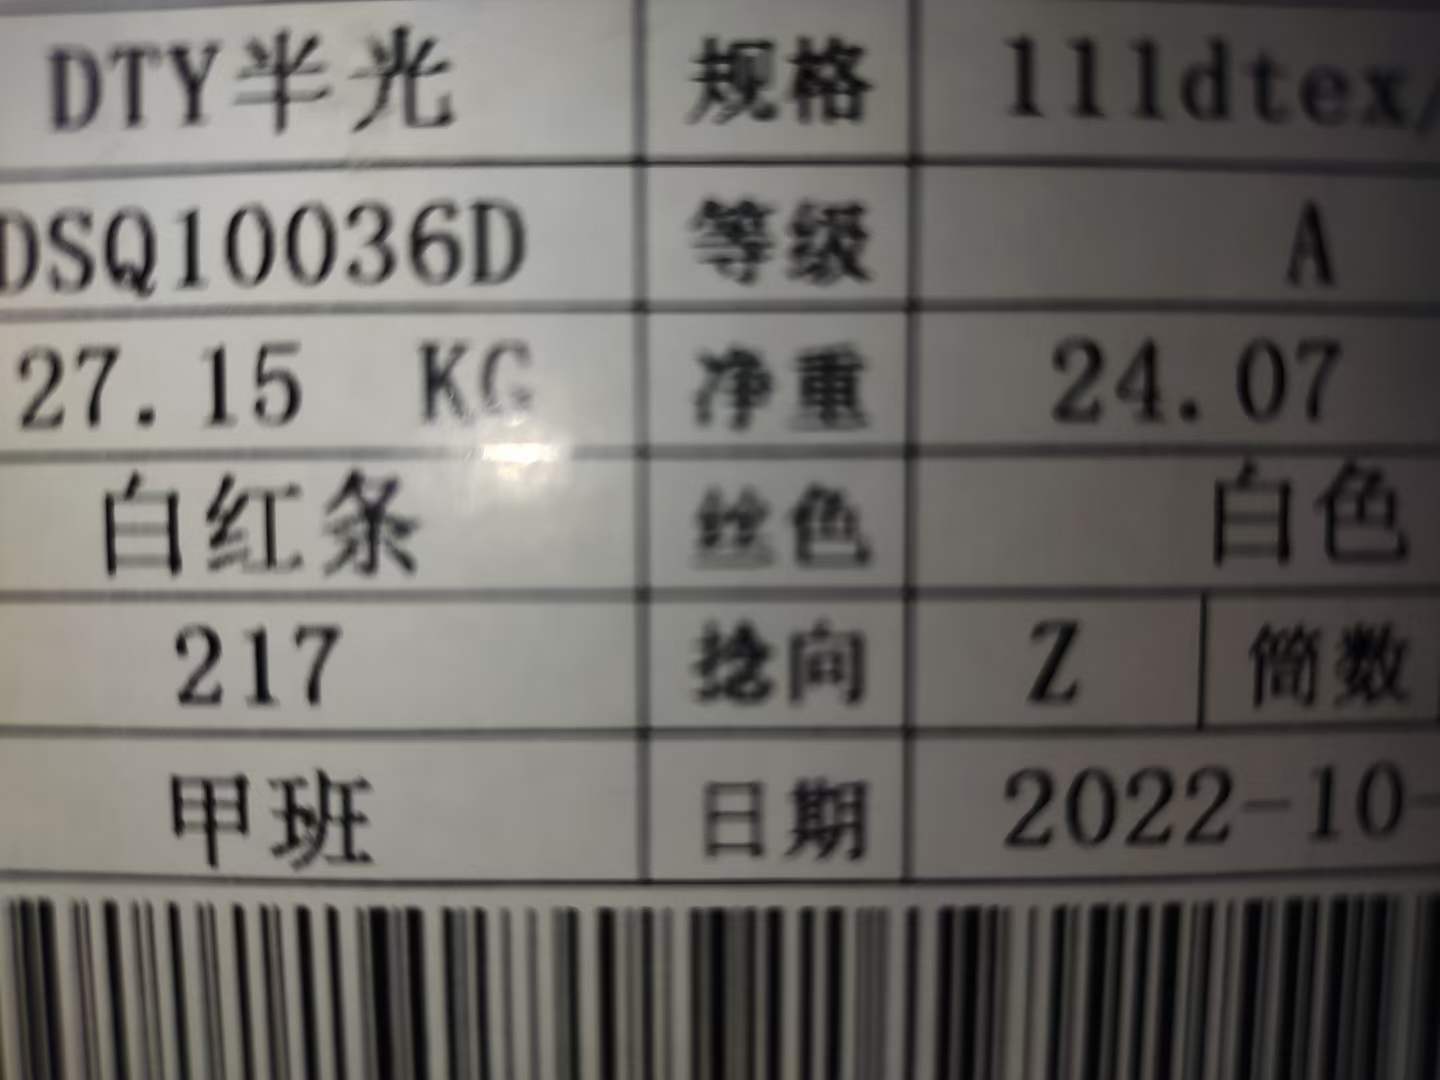 DTY半光 规格 111dtex/
DSQ10036D 等级 A
27.15 KG 净重 24.07
白红条 丝色 白色
217 捻向 Z 筒数
甲班 日期 2022-10-